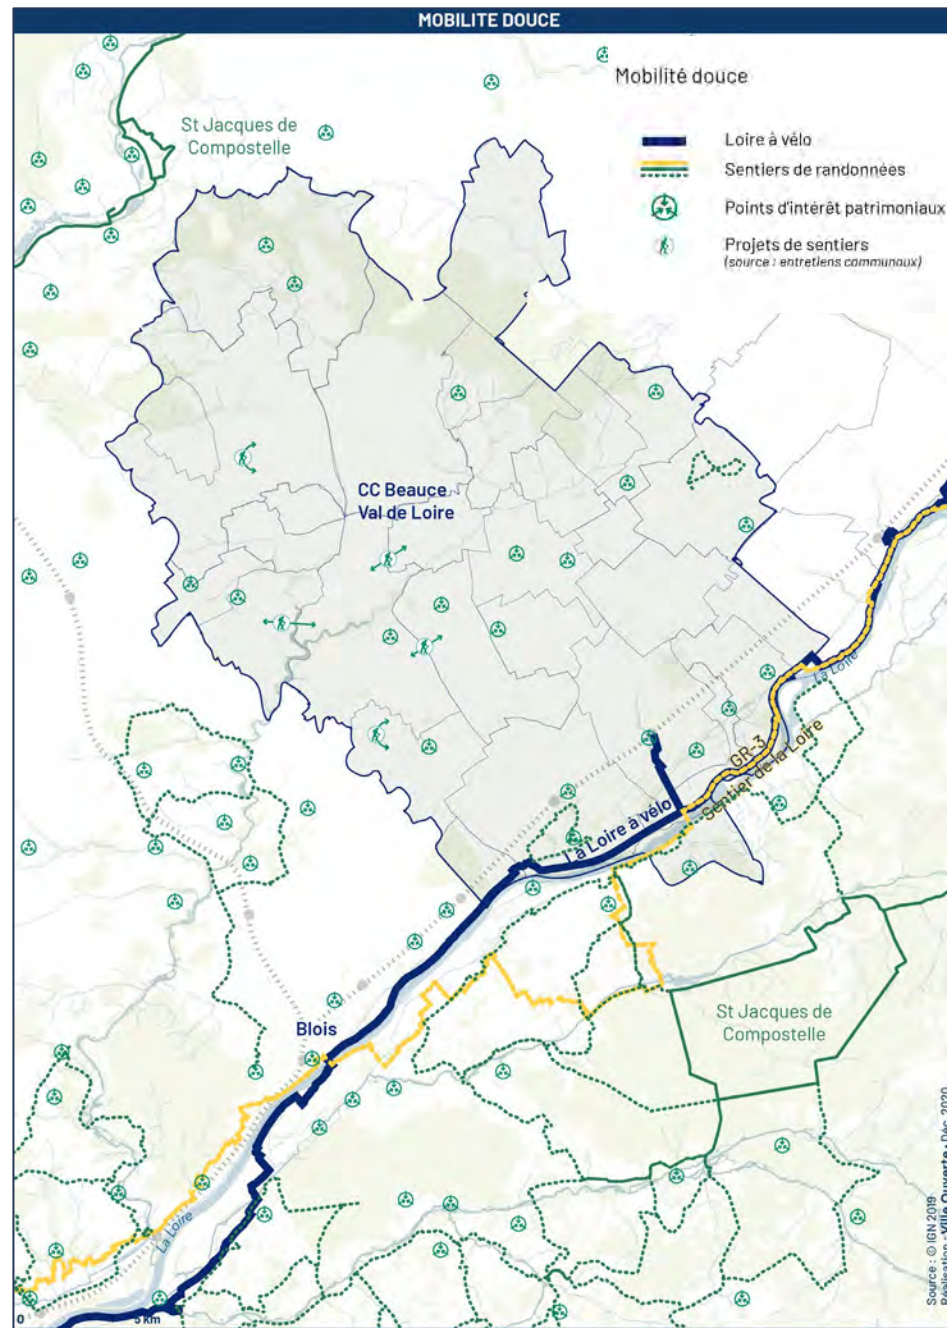 MOBILITE DOUCE
Mobilité douce
Loire à vélo
Sentiers de randonnées
Points d'intérêt patrimoniaux
Projets de sentiers
(source : entretiens communaux)
St Jacques de
Compostelle
CC Beauce
Val de Loire
La Loire
GR-3
Sentier de la Loire
La Loire à vélo
Blois
St Jacques de
Compostelle
La Loire
0 5 km
Source : © IGN 2019
Réalisation : Ville Ouverte ; Déc. 2020